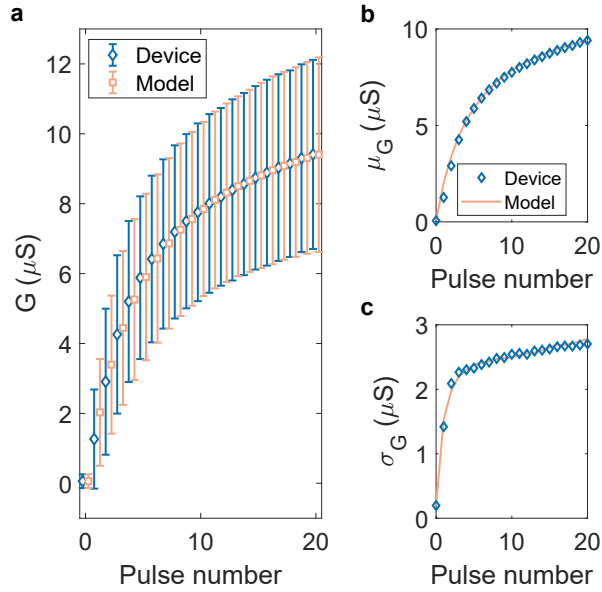 a
G (μS)
12
10
8
6
4
2
0
Device
Model
0
10
20
Pulse number
b
μG (μS)
10
5
0
Device
Model
0
10
20
Pulse number
c
σG (μS)
3
2
1
0
0
10
20
Pulse number